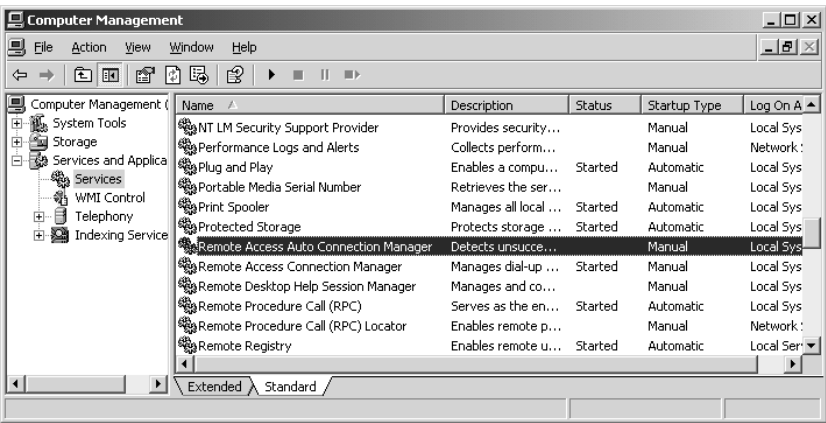 Computer Management
File Action View Window Help
Computer Management (
System Tools
Storage
Services and Applica
Services
WMI Control
Telephony
Indexing Service
Name Description Status Startup Type Log On A
NT LM Security Support Provider Provides security... Manual Local Sys
Performance Logs and Alerts Collects perform... Manual Network
Plug and Play Enables a compu... Started Automatic Local Sys
Portable Media Serial Number Retrieves the ser... Manual Local Sys
Print Spooler Manages all local ... Started Automatic Local Sys
Protected Storage Protects storage ... Started Automatic Local Sys
Remote Access Auto Connection Manager Detects unsucce... Manual Local Sys
Remote Access Connection Manager Manages dial-up ... Started Manual Local Sys
Remote Desktop Help Session Manager Manages and co... Manual Local Sys
Remote Procedure Call (RPC) Serves as the en... Started Automatic Local Sys
Remote Procedure Call (RPC) Locator Enables remote p... Manual Network
Remote Registry Enables remote u... Started Automatic Local Ser
Extended Standard